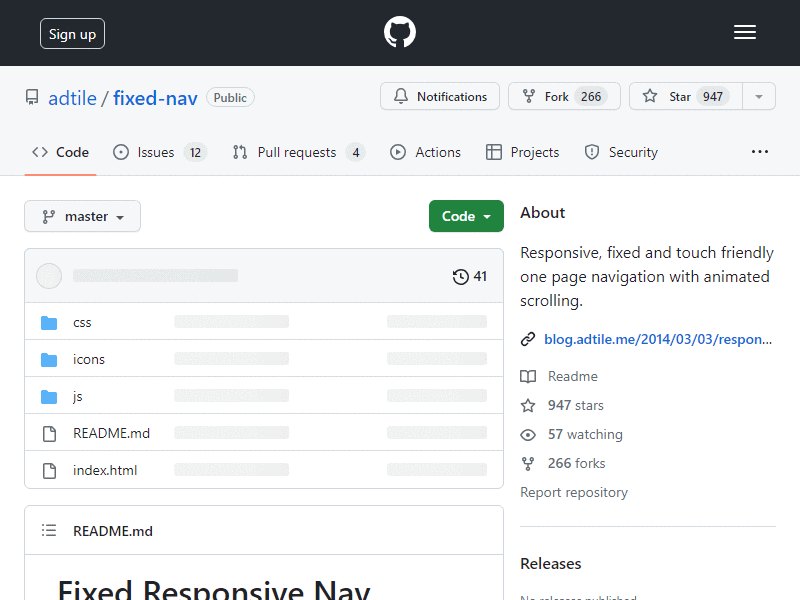 Sign up
adtile / fixed-nav Public
Notifications
Fork 266
Star 947
Code
Issues 12
Pull requests 4
Actions
Projects
Security
master
Code
41
css
icons
js
README.md
index.html
README.md
Fixed Responsive Nav
About
Responsive, fixed and touch friendly
one page navigation with animated
scrolling.
blog.adtile.me/2014/03/03/respon...
Readme
947 stars
57 watching
266 forks
Report repository
Releases
No releases published